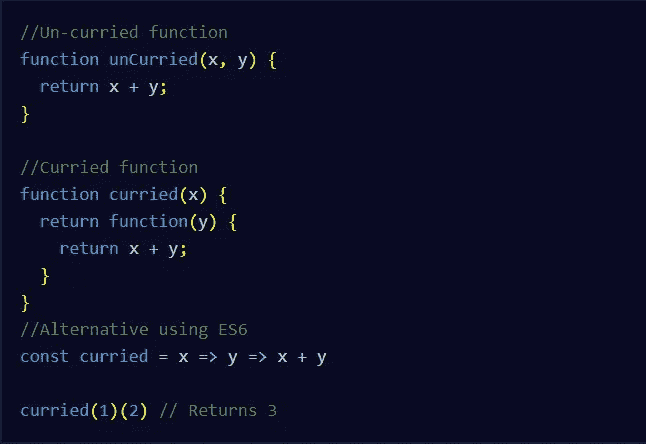 //Un-curried function
function unCurried(x, y) {
  return x + y;
}

//Curried function
function curried(x) {
  return function(y) {
    return x + y;
  }
}
//Alternative using ES6
const curried = x => y => x + y

curried(1)(2) // Returns 3